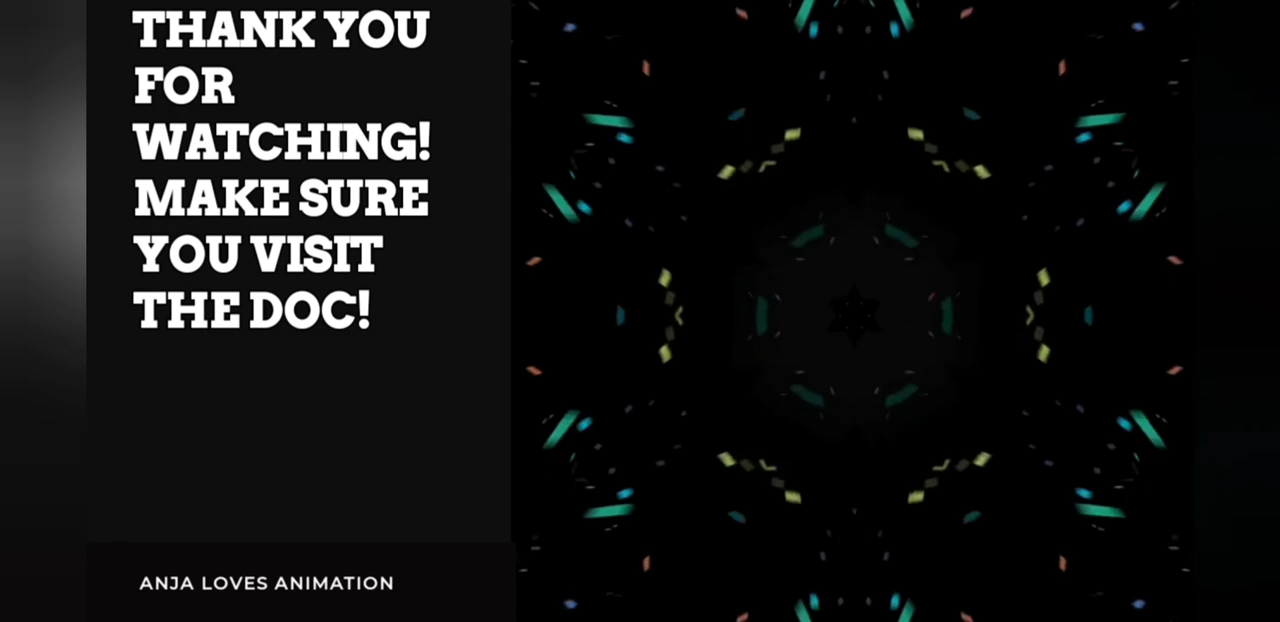 THANK YOU
FOR
WATCHING!
MAKE SURE
YOU VISIT
THE DOC!
ANJA LOVES ANIMATION